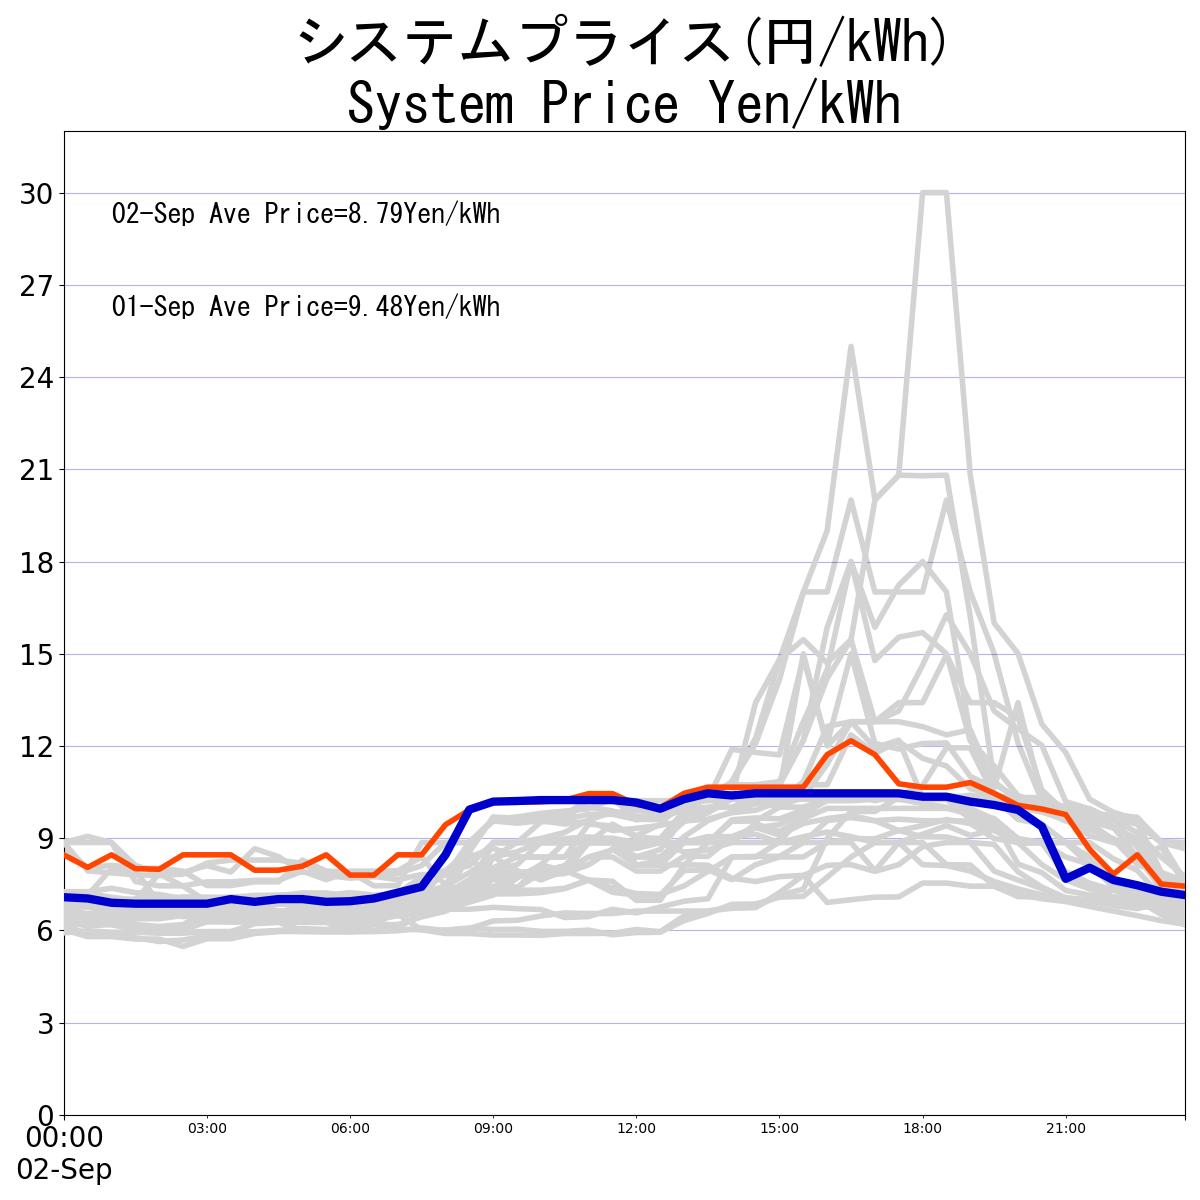 システムプライス(円/kWh)
System Price Yen/kWh
30
02-Sep Ave Price=8.79Yen/kWh
27
01-Sep Ave Price=9.48Yen/kWh
24
21
18
15
12
9
6
3
0
00:00 03:00 06:00 09:00 12:00 15:00 18:00 21:00
02-Sep